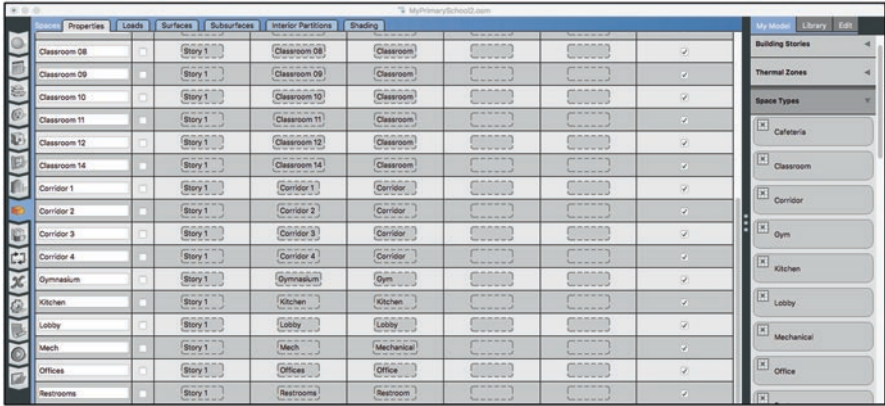 MyPrimarySchool2.osm
Spaces Properties Loads Surfaces Subsurfaces Interior Partitions Shading
My Model Library Edit
Classroom 08 Story 1 Classroom 08 Classroom
Classroom 09 Story 1 Classroom 09 Classroom
Classroom 10 Story 1 Classroom 10 Classroom
Classroom 11 Story 1 Classroom 11 Classroom
Classroom 12 Story 1 Classroom 12 Classroom
Classroom 14 Story 1 Classroom 14 Classroom
Corridor 1 Story 1 Corridor 1 Corridor
Corridor 2 Story 1 Corridor 2 Corridor
Corridor 3 Story 1 Corridor 3 Corridor
Corridor 4 Story 1 Corridor 4 Corridor
Gymnasium Story 1 Gymnasium Gym
Kitchen Story 1 Kitchen Kitchen
Lobby Story 1 Lobby Lobby
Mech Story 1 Mech Mechanical
Offices Story 1 Offices Office
Restrooms Story 1 Restrooms Restroom
Building Stories
Thermal Zones
Space Types
Cafeteria
Classroom
Corridor
Gym
Kitchen
Lobby
Mechanical
Office